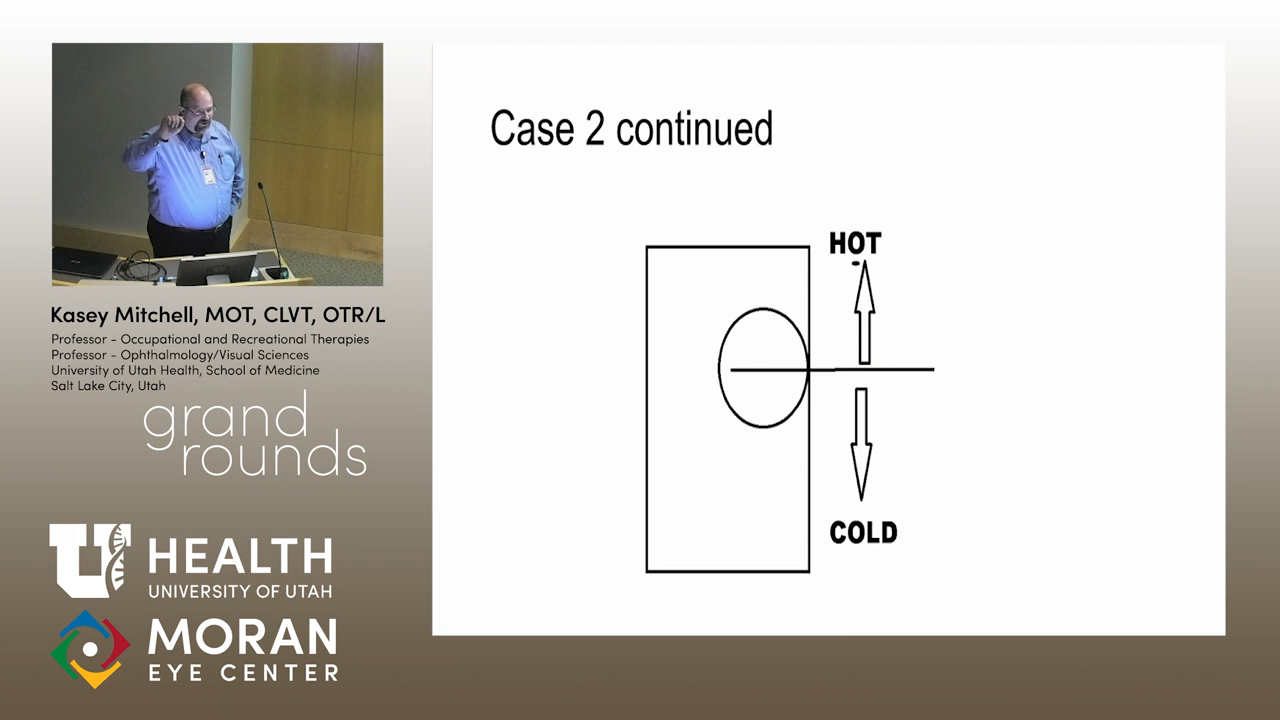 Case 2 continued
HOT
COLD
Kasey Mitchell, MOT, CLVT, OTR/L
Professor - Occupational and Recreational Therapies
Professor - Ophthalmology/Visual Sciences
University of Utah Health, School of Medicine
Salt Lake City, Utah
grand
rounds
U HEALTH
UNIVERSITY OF UTAH
MORAN
EYE CENTER